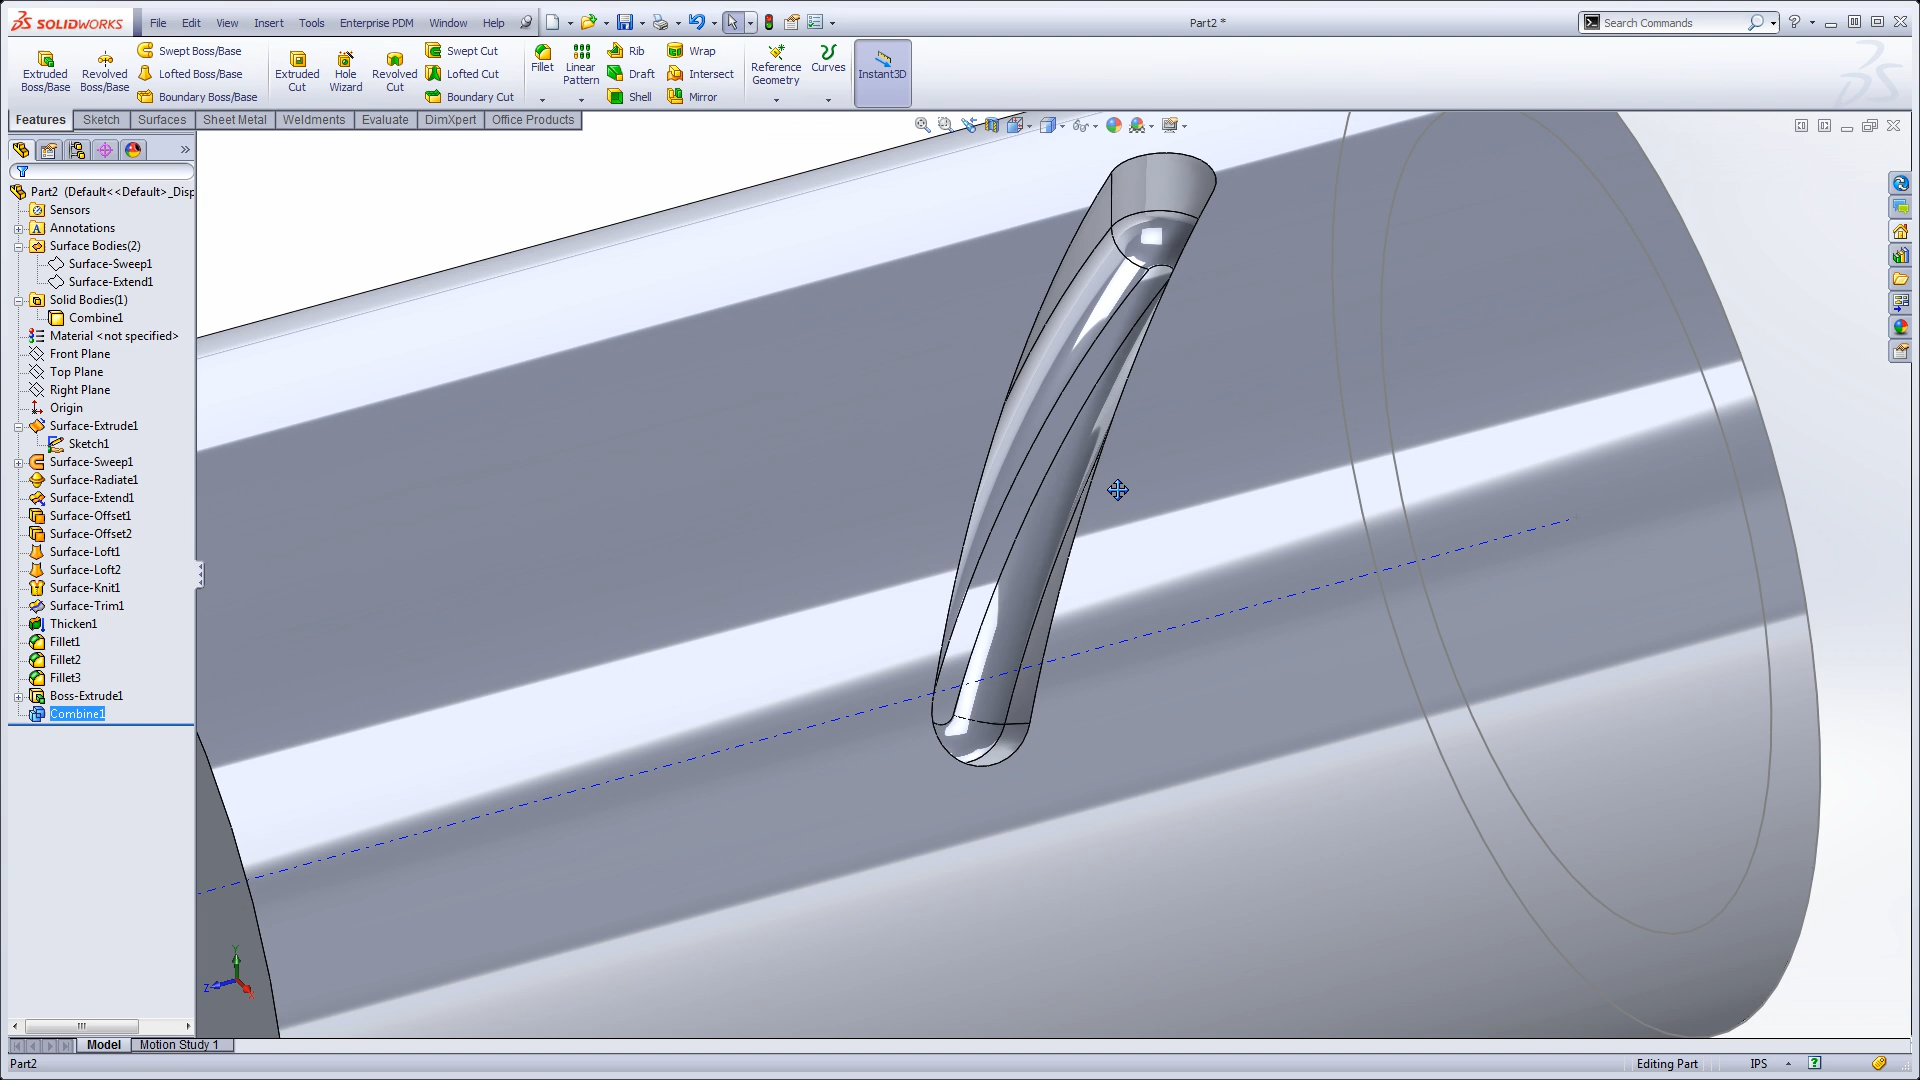 SOLIDWORKS File Edit View Insert Tools Enterprise PDM Window Help Part2 * Search Commands
Extruded Boss/Base
Revolved Boss/Base
Swept Boss/Base
Lofted Boss/Base
Boundary Boss/Base
Extruded Cut
Hole Wizard
Revolved Cut
Swept Cut
Lofted Cut
Boundary Cut
Fillet
Linear Pattern
Rib
Draft
Shell
Wrap
Intersect
Mirror
Reference Geometry
Curves
Instant3D
Features Sketch Surfaces Sheet Metal Weldments Evaluate DimXpert Office Products
Part2 (Default<<Default>_Disp
Sensors
Annotations
Surface Bodies(2)
Surface-Sweep1
Surface-Extend1
Solid Bodies(1)
Combine1
Material <not specified>
Front Plane
Top Plane
Right Plane
Origin
Surface-Extrude1
Sketch1
Surface-Sweep1
Surface-Radiate1
Surface-Extend1
Surface-Offset1
Surface-Offset2
Surface-Loft1
Surface-Loft2
Surface-Knit1
Surface-Trim1
Thicken1
Fillet1
Fillet2
Fillet3
Boss-Extrude1
Combine1
Y
Z
X
Model Motion Study 1
Part2 Editing Part IPS